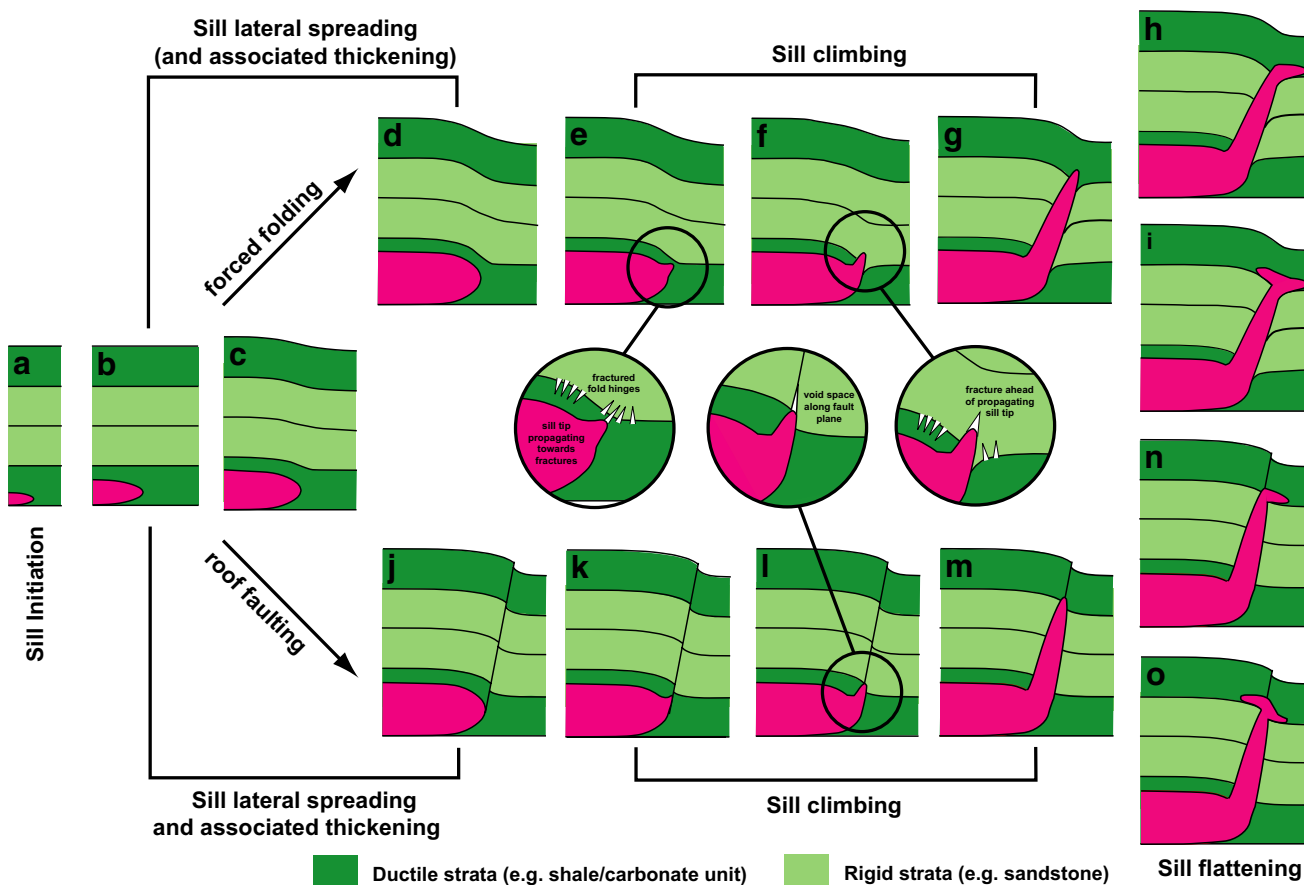 Sill lateral spreading
(and associated thickening)
Sill climbing
h
d
e
f
g
forced folding
i
a
b
c
fractured
fold hinges
sill tip
propagating
towards
fractures
void space
along fault
plane
fracture ahead
of propagating
sill tip
n
Sill Initiation
roof faulting
j
k
l
m
o
Sill lateral spreading
and associated thickening
Sill climbing
Ductile strata (e.g. shale/carbonate unit)
Rigid strata (e.g. sandstone)
Sill flattening